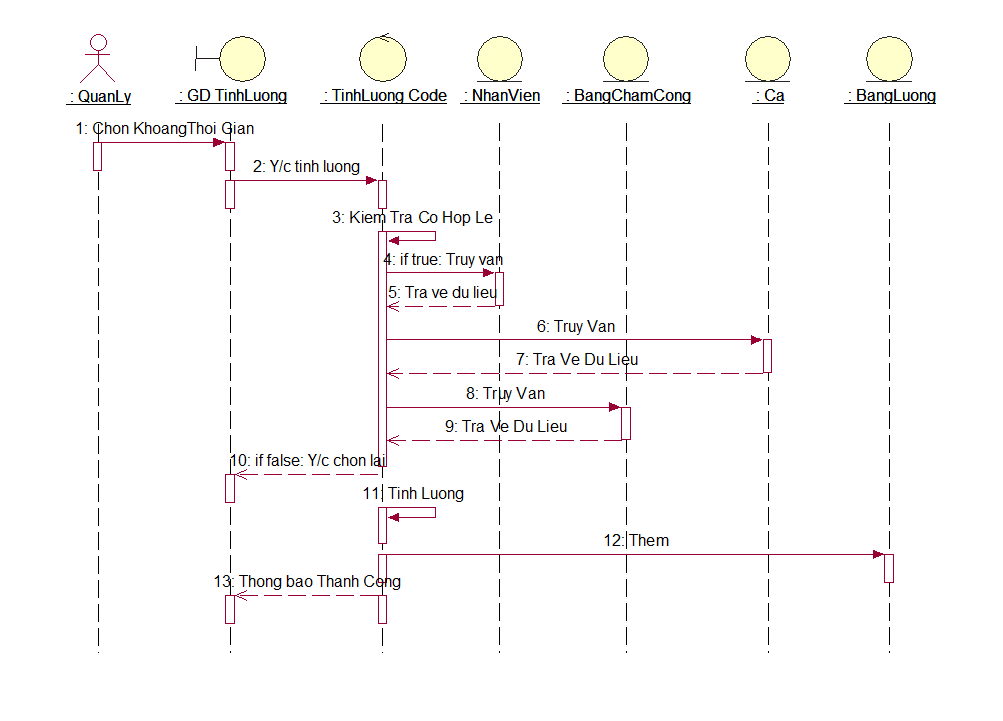 : QuanLy
: GD TinhLuong
: TinhLuong Code
: NhanVien
: BangChamCong
: Ca
: BangLuong
1: Chon KhoangThoi Gian
2: Y/c tinh luong
3: Kiem Tra Co Hop Le
4: if true: Truy van
5: Tra ve du lieu
6: Truy Van
7: Tra Ve Du Lieu
8: Truy Van
9: Tra Ve Du Lieu
10: if false: Y/c chon lai
11: Tinh Luong
12: Them
13: Thong bao Thanh Cong